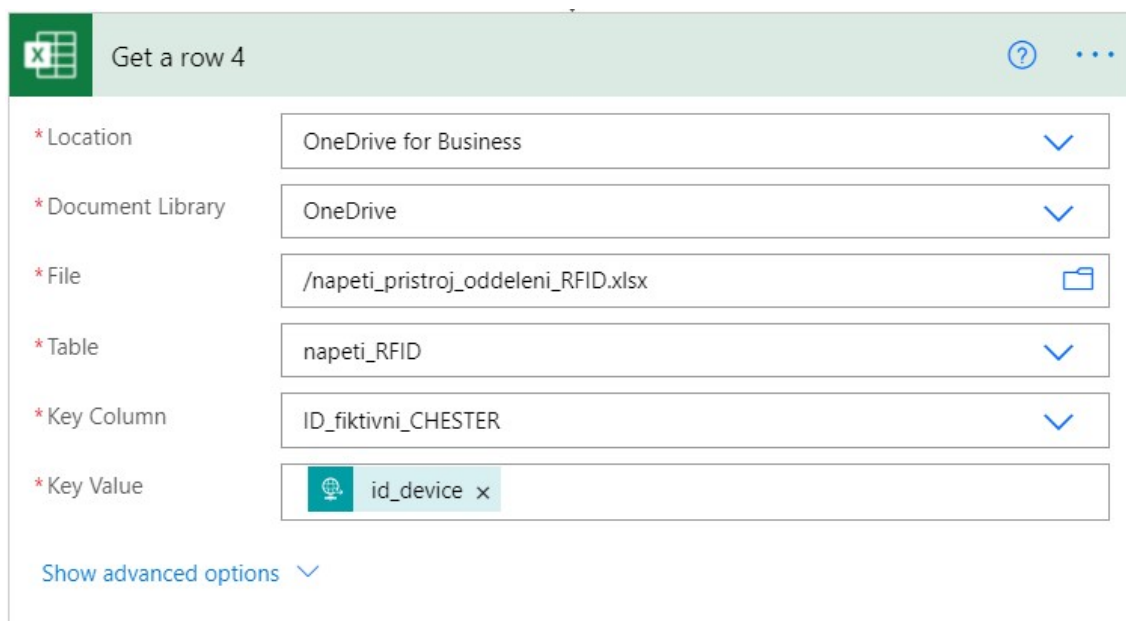 Get a row 4
*Location OneDrive for Business
*Document Library OneDrive
*File /napeti_pristroj_oddeleni_RFID.xlsx
*Table napeti_RFID
*Key Column ID_fiktivni_CHESTER
*Key Value id_device ×
Show advanced options